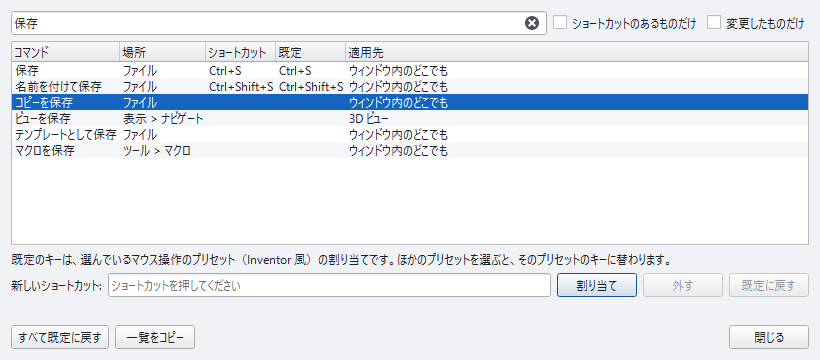 保存
ショートカットのあるものだけ 変更したものだけ
コマンド 場所 ショートカット 既定 適用先
保存 ファイル Ctrl+S Ctrl+S ウィンドウ内のどこでも
名前を付けて保存 ファイル Ctrl+Shift+S Ctrl+Shift+S ウィンドウ内のどこでも
コピーを保存 ファイル ウィンドウ内のどこでも
ビューを保存 表示 > ナビゲート 3D ビュー
テンプレートとして保存 ファイル ウィンドウ内のどこでも
マクロを保存 ツール > マクロ ウィンドウ内のどこでも
既定のキーは、選んでいるマウス操作のプリセット（Inventor 風）の割り当てです。ほかのプリセットを選ぶと、そのプリセットのキーに替わります。
新しいショートカット: ショートカットを押してください 割り当て 外す 既定に戻す
すべて既定に戻す 一覧をコピー 閉じる